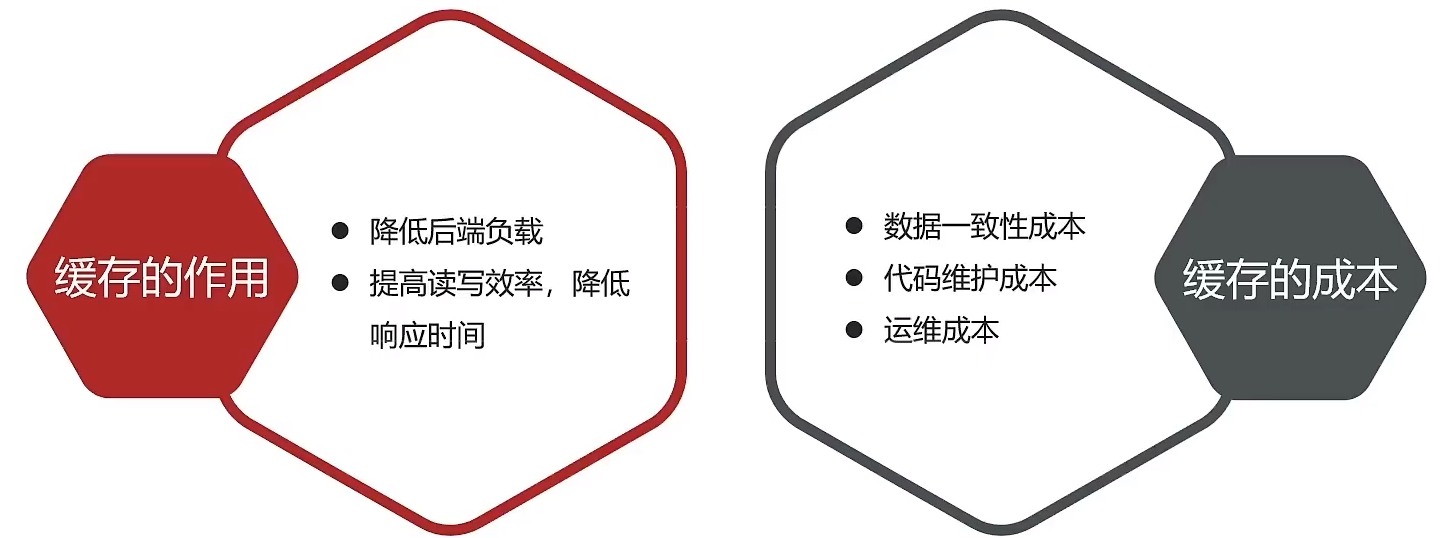 缓存的作用
● 降低后端负载
● 提高读写效率，降低
响应时间
● 数据一致性成本
● 代码维护成本
● 运维成本
缓存的成本